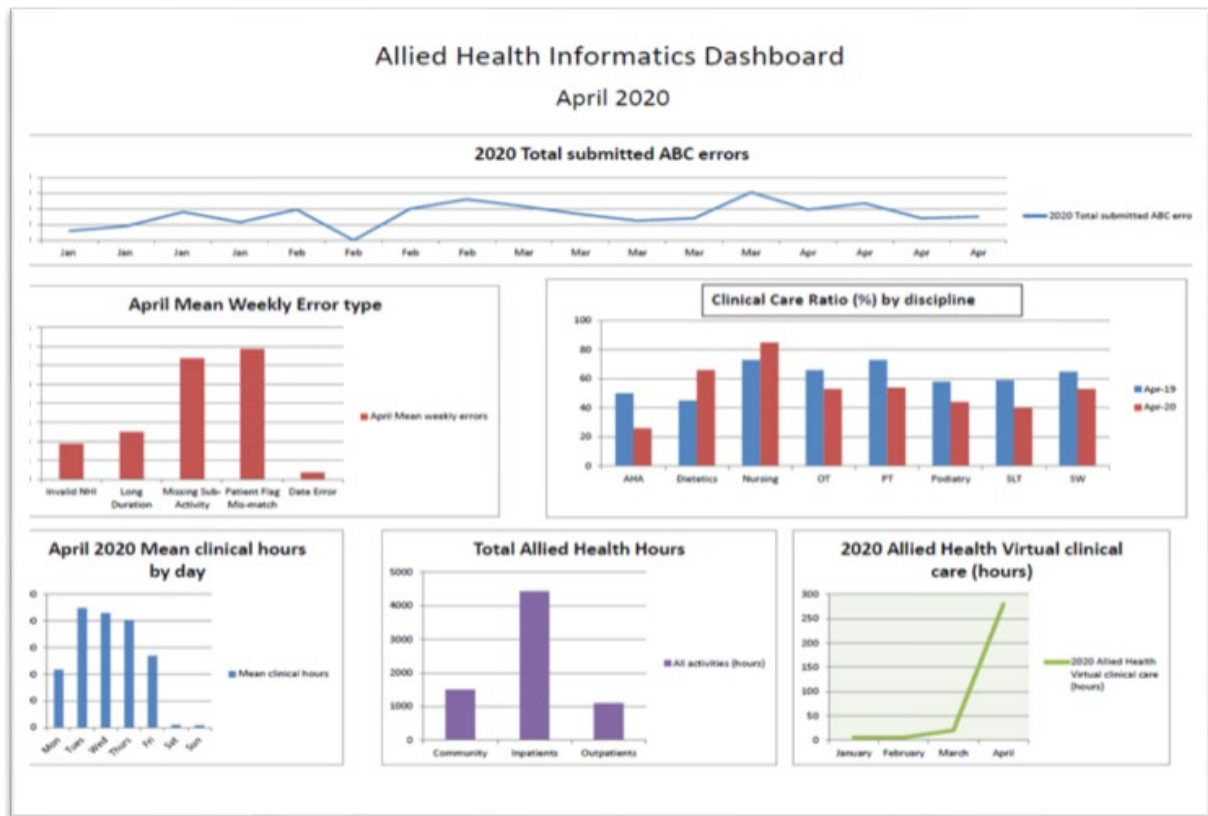 Allied Health Informatics Dashboard
April 2020
2020 Total submitted ABC errors
Jan Jan Jan Jan Feb Feb Feb Feb Mar Mar Mar Mar Mar Apr Apr Apr Apr
2020 Total submitted ABC erro
April Mean Weekly Error type
Invalid NHI
Long Duration
Missing Sub-Activity
Patient Flag Mis-match
Date Error
April Mean weekly errors
Clinical Care Ratio (%) by discipline
100
80
60
40
20
0
AHA Dietetics Nursing OT PT Podiatry SLT SW
Apr-19
Apr-20
April 2020 Mean clinical hours
by day
Mon Tues Wed Thurs Fri Sat Sun
Mean clinical hours
Total Allied Health Hours
5000
4000
3000
2000
1000
0
Community Inpatients Outpatients
All activities (hours)
2020 Allied Health Virtual clinical
care (hours)
300
250
200
150
100
50
0
January February March April
2020 Allied Health
Virtual clinical care
(hours)